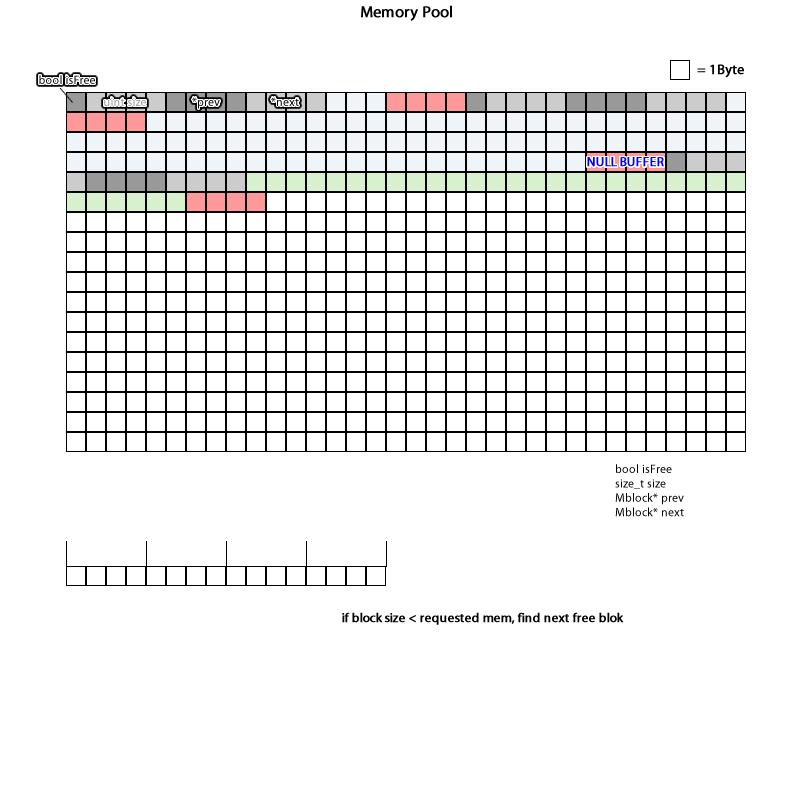 Memory Pool
= 1Byte
bool isFree
uint size
*prev
*next
NULL BUFFER
bool isFree
size_t size
Mblock* prev
Mblock* next
if block size < requested mem, find next free blok